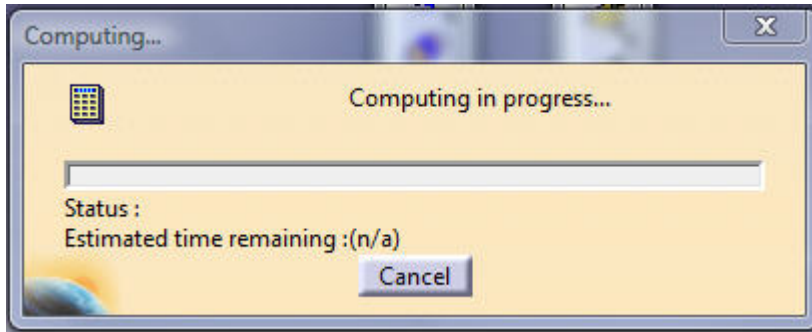 Computing...
Computing in progress...
Status :
Estimated time remaining :(n/a)
Cancel